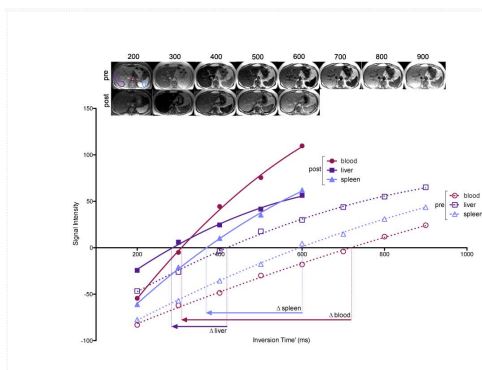 200 300 400 500 600 700 800 900
pre
post
150
100
50
0
-50
-100
Signal Intensity
post
blood
liver
spleen
pre
blood
liver
spleen
200 400 600 800 1000
Δ spleen
Δ blood
Δ liver
Inversion Time' (ms)